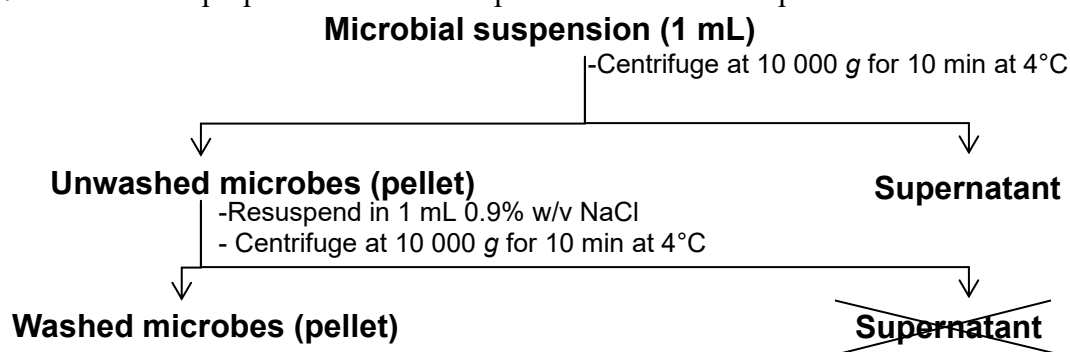 Microbial suspension (1 mL)
-Centrifuge at 10 000 g for 10 min at 4°C
Unwashed microbes (pellet)
Supernatant
-Resuspend in 1 mL 0.9% w/v NaCl
- Centrifuge at 10 000 g for 10 min at 4°C
Washed microbes (pellet)
Supernatant